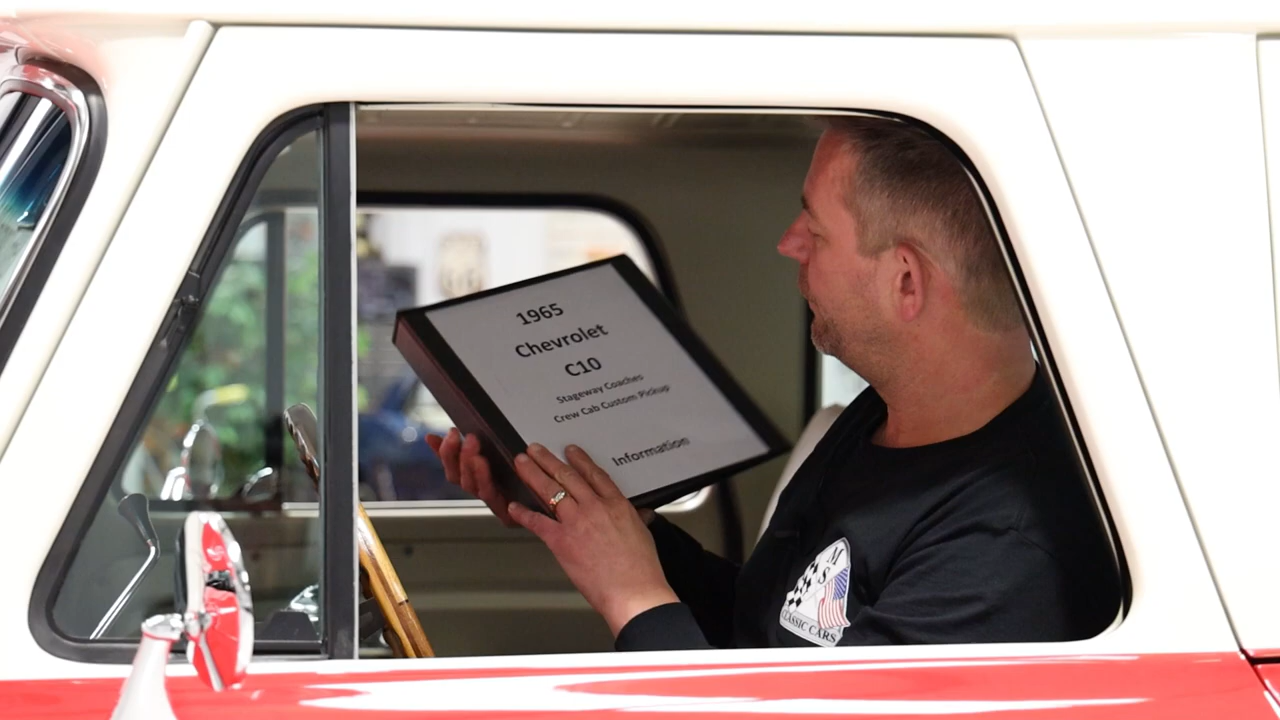 1965
Chevrolet
C10
Stageway Coaches
Crew Cab Custom Pickup
Information
M
S
CLASSIC CARS